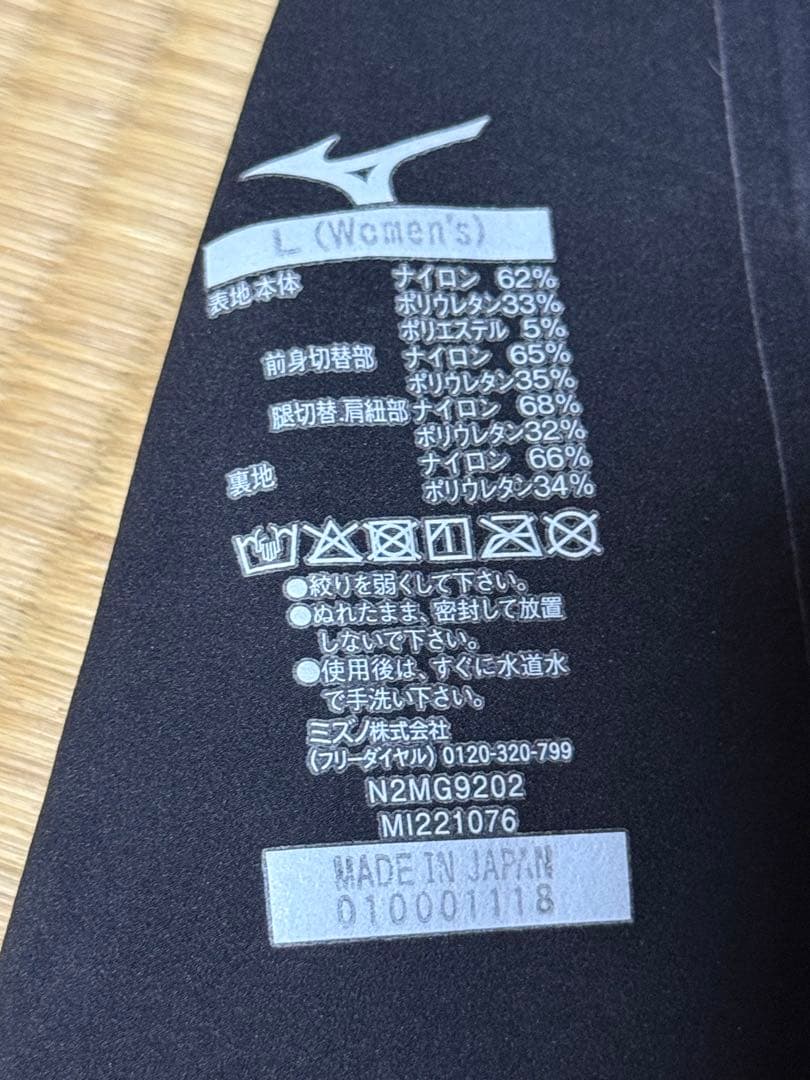 L (Women's)
表地 本体 ナイロン 62%
ポリウレタン33%
ポリエステル 5%
前身切替部 ナイロン 65%
ポリウレタン35%
腿切替.肩紐部 ナイロン 68%
ポリウレタン32%
裏地 ナイロン 66%
ポリウレタン34%
●絞りを弱くして下さい。
●ぬれたまま、密封して放置
しないで下さい。
●使用後は、すぐに水道水
で手洗い下さい。
ミズノ株式会社
(フリーダイヤル) 0120-320-799
N2MG9202
MI221076
MADE IN JAPAN
010001118